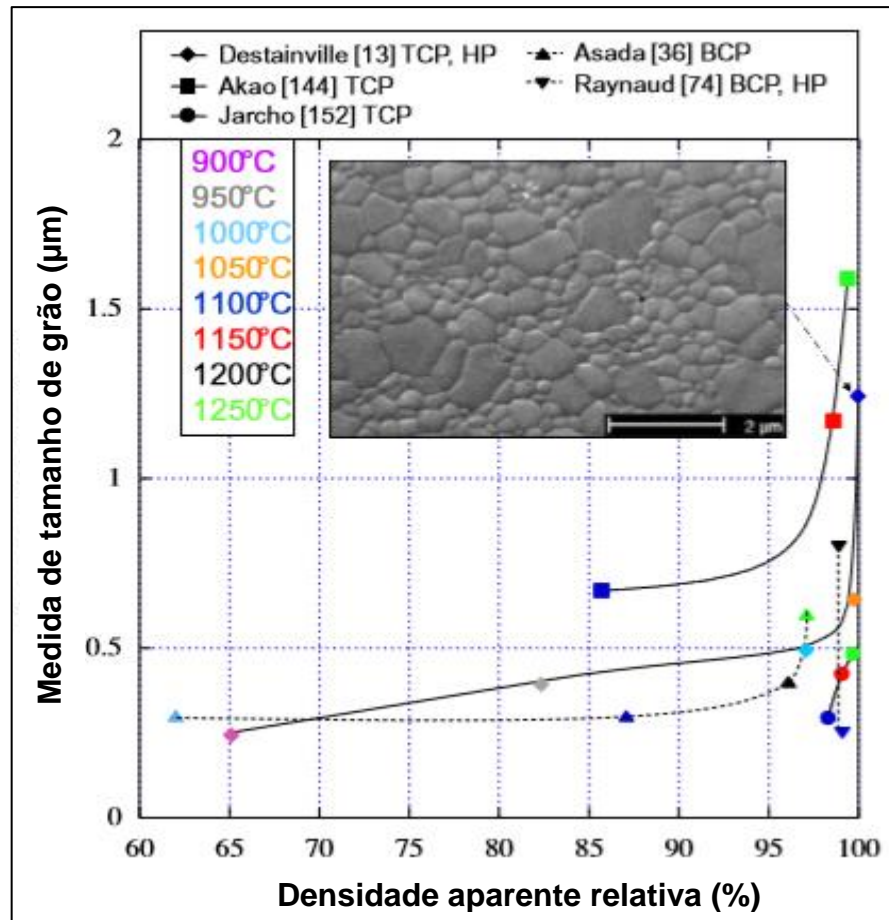 Destainville [13] TCP, HP
Akao [144] TCP
Jarcho [152] TCP
Asada [36] BCP
Raynaud [74] BCP, HP
Medida de tamanho de grão (µm)
2
1.5
1
0.5
0
900°C
950°C
1000°C
1050°C
1100°C
1150°C
1200°C
1250°C
2 µm
60 65 70 75 80 85 90 95 100
Densidade aparente relativa (%)